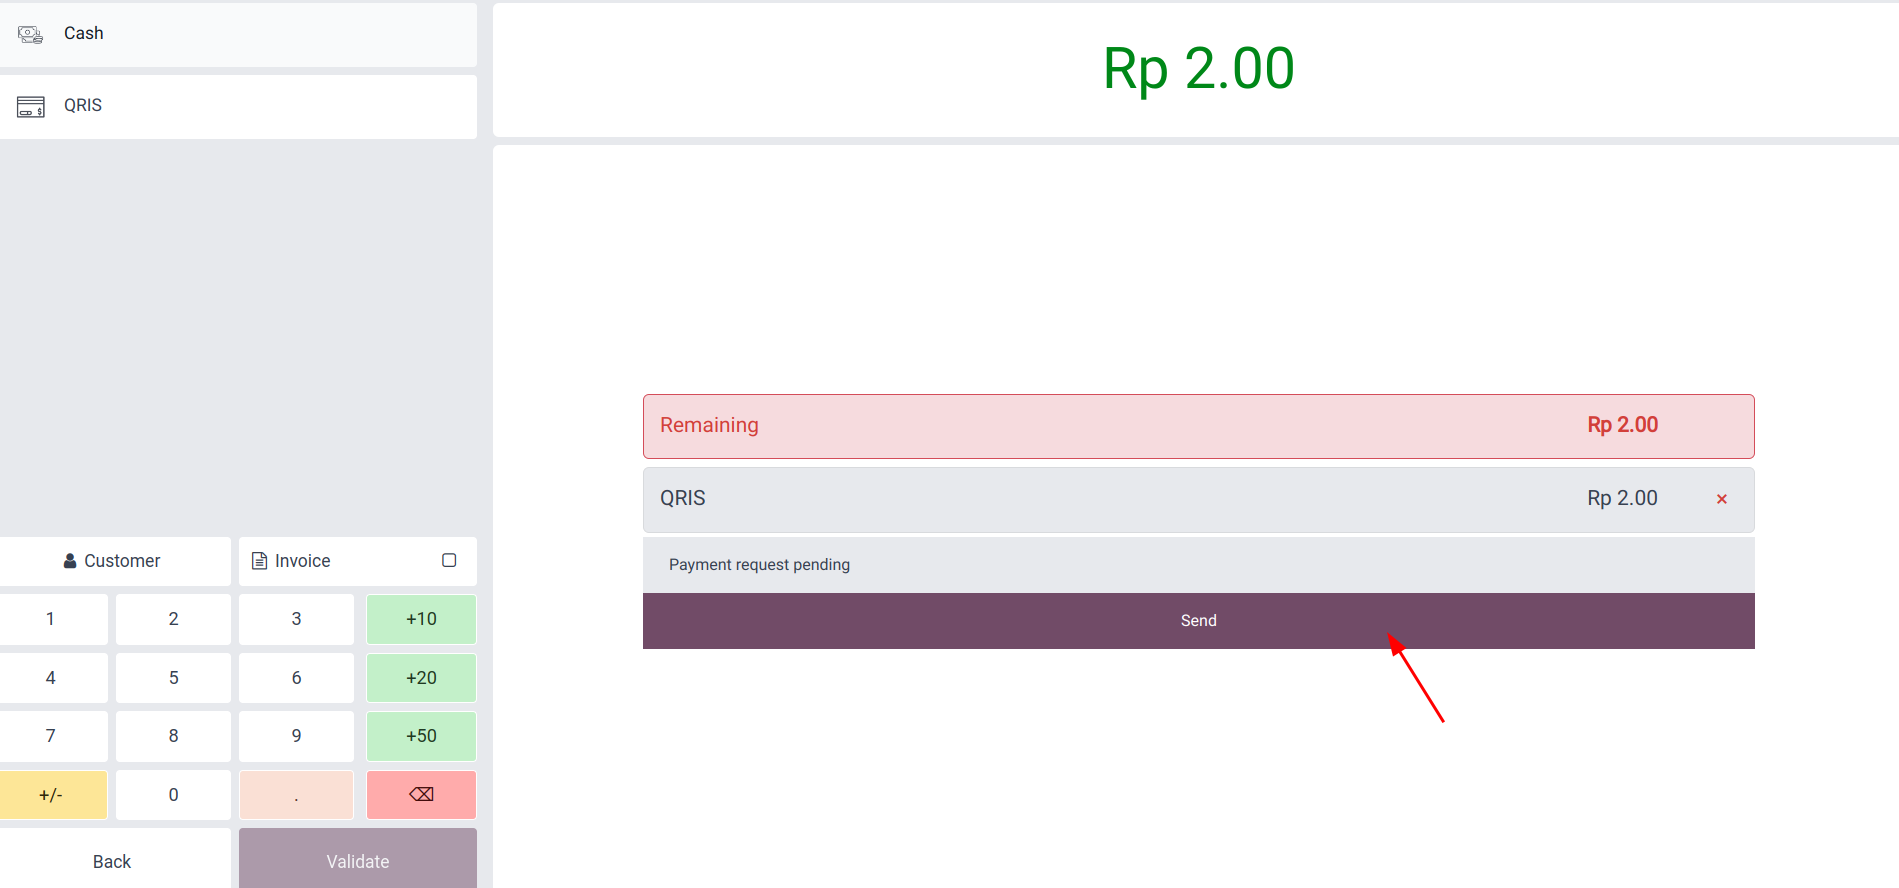 Cash
QRIS
Rp 2.00
Remaining Rp 2.00
QRIS Rp 2.00 ×
Payment request pending
Send
Customer Invoice
1 2 3 +10
4 5 6 +20
7 8 9 +50
+/- 0 . ⌫
Back Validate